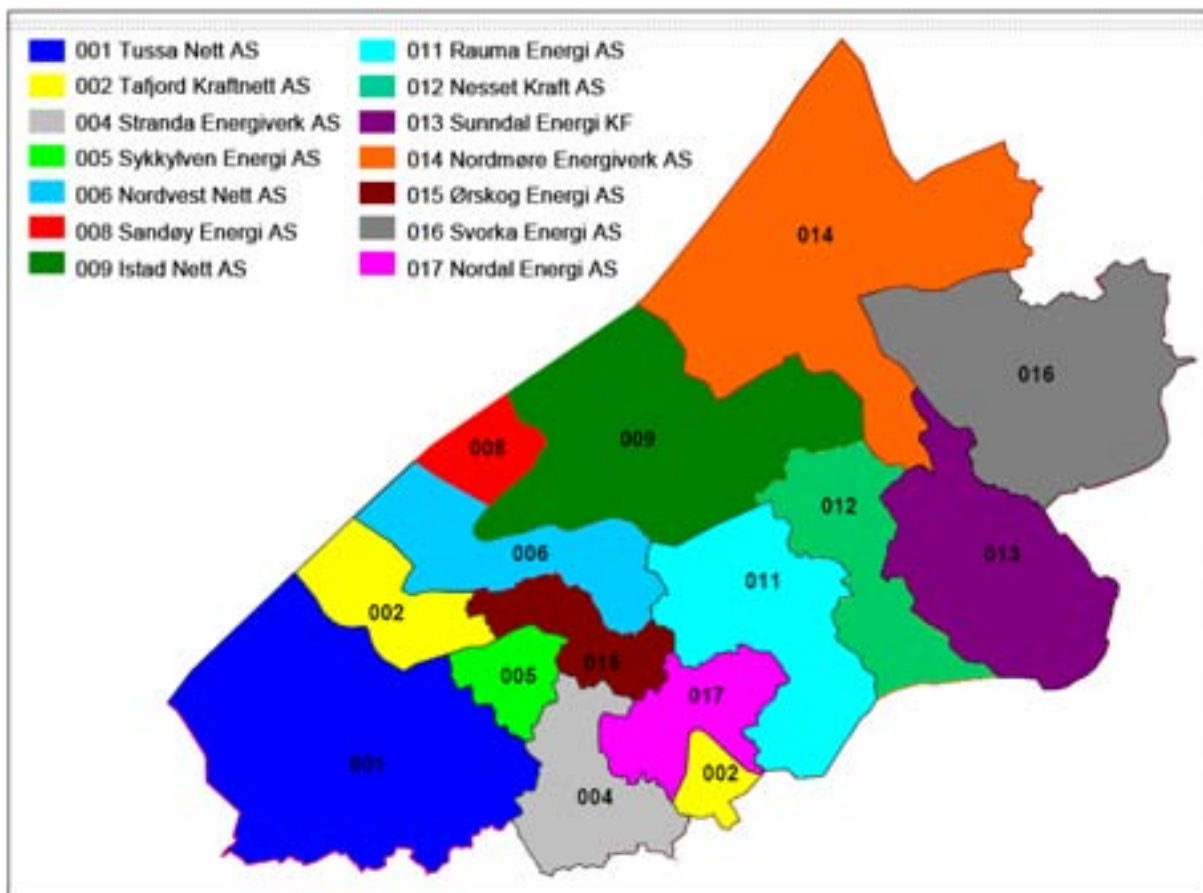 001 Tussa Nett AS
002 Tafjord Kraftnett AS
004 Stranda Energiverk AS
005 Sykkylven Energi AS
006 Nordvest Nett AS
008 Sandøy Energi AS
009 Istad Nett AS
011 Rauma Energi AS
012 Nesset Kraft AS
013 Sunndal Energi KF
014 Nordmøre Energiverk AS
015 Ørskog Energi AS
016 Svorka Energi AS
017 Nordal Energi AS
014
016
009
008
012
006
013
011
002
015
005
017
001
002
004